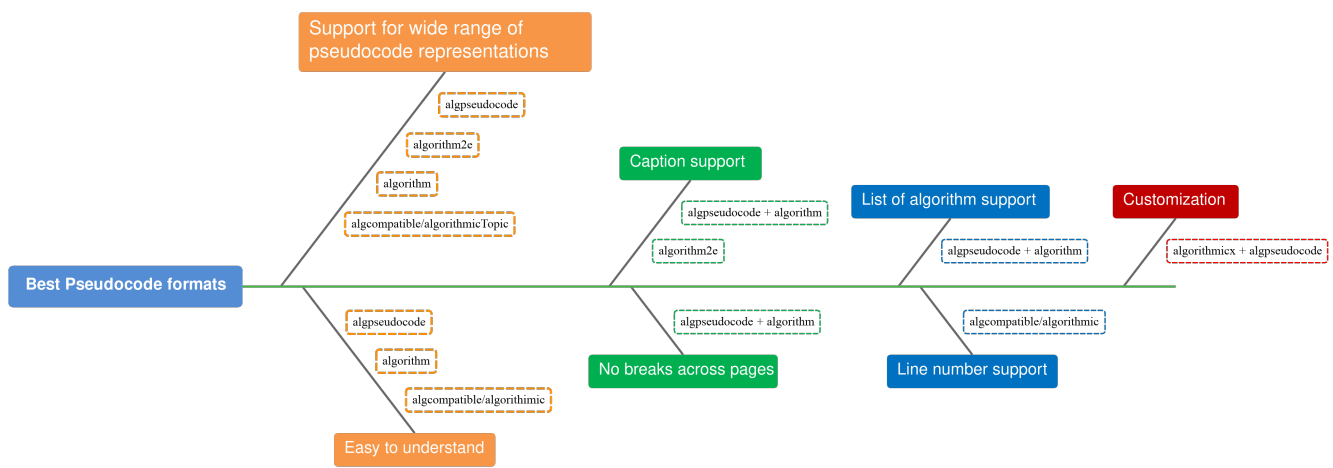 Support for wide range of
pseudocode representations
algpseudocode
algorithm2e
algorithm
algcompatible/algorithmicTopic
Caption support
algpseudocode + algorithm
algorithm2e
List of algorithm support
algpseudocode + algorithm
Customization
algorithmicx + algpseudocode
Best Pseudocode formats
algpseudocode
algorithm
algcompatible/algorithimic
Easy to understand
algpseudocode + algorithm
No breaks across pages
algcompatible/algorithmic
Line number support